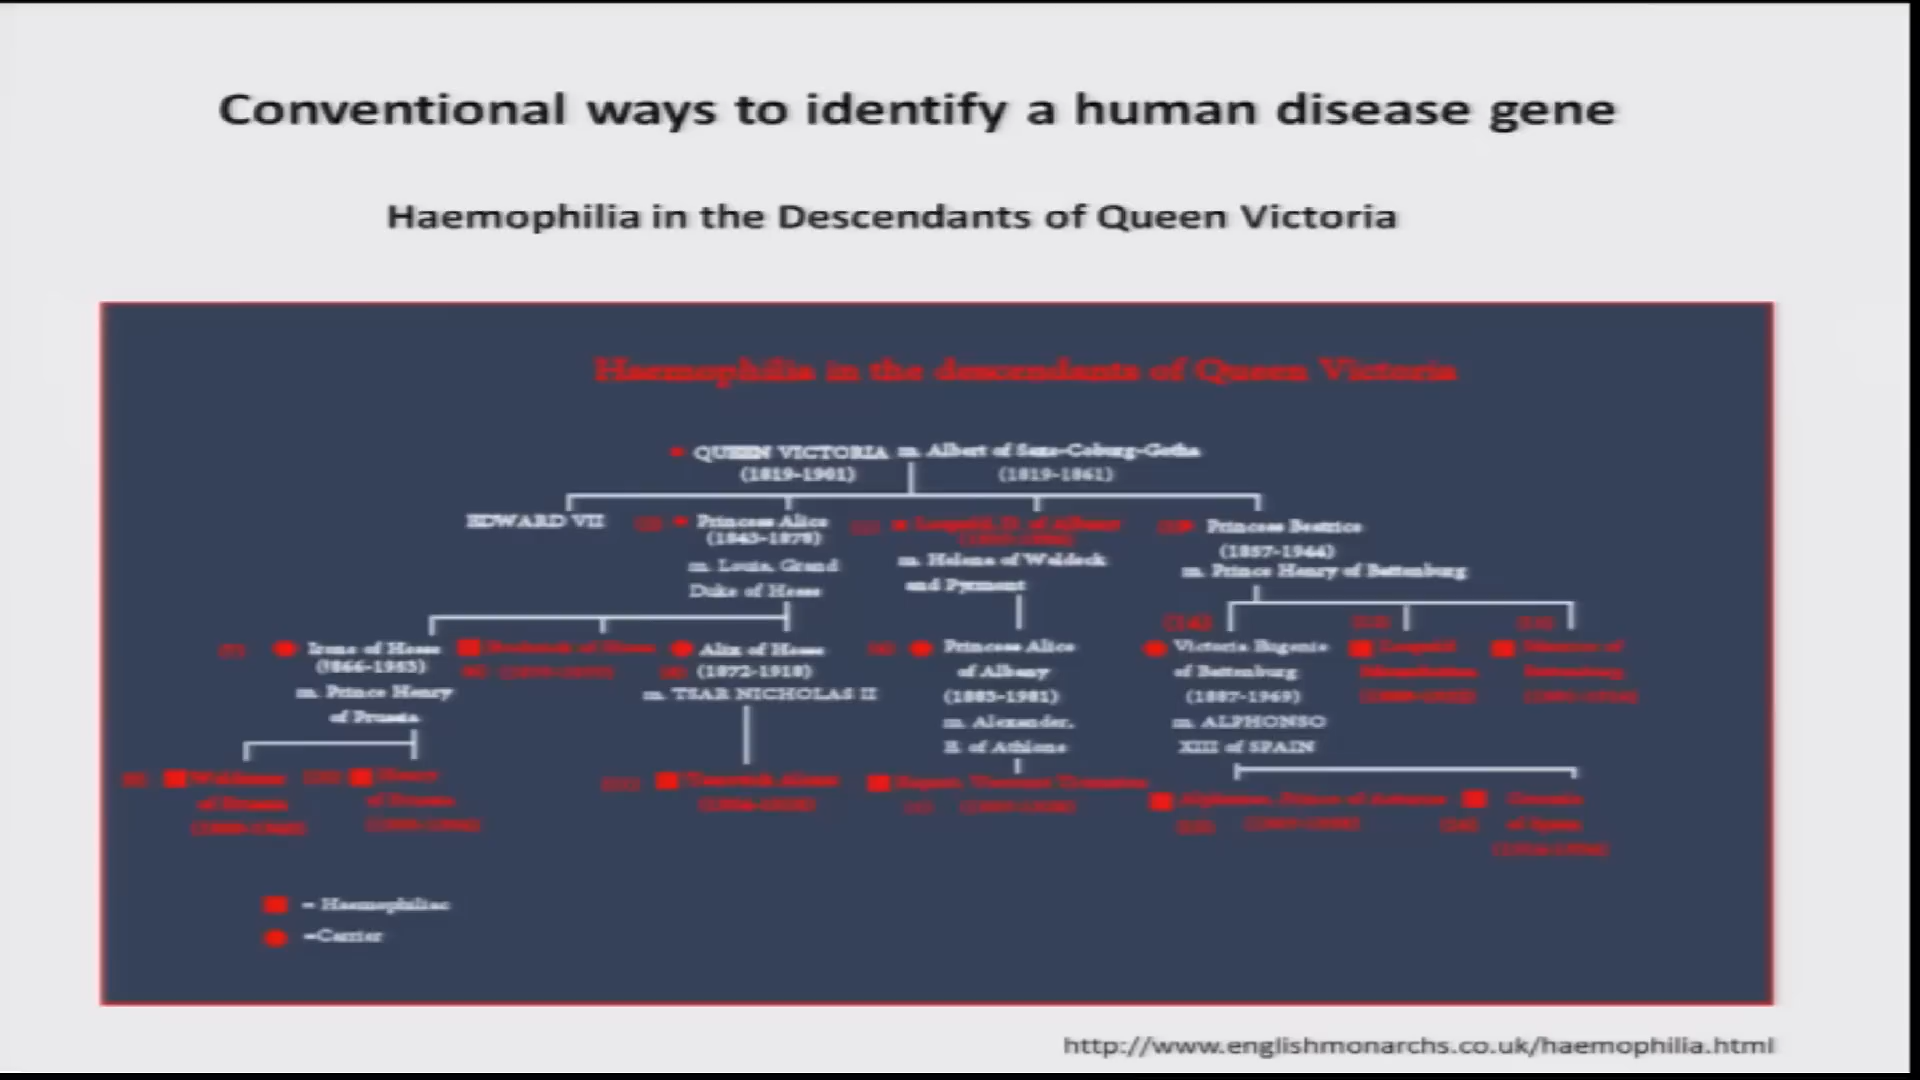 Conventional ways to identify a human disease gene
Haemophilia in the Descendants of Queen Victoria
Haemophilia in the descendants of Queen Victoria
QUEEN VICTORIA m. Albert of Saxe-Coburg-Gotha
(1819-1901) (1819-1861)
EDWARD VII Princess Alice Leopold, D. of Albany Princess Beatrice
(1843-1878) (1857-1944)
m. Louis, Grand m. Helena of Waldeck m. Prince Henry of Battenburg
Duke of Hesse and Pyrmont
(14)
Irene of Hesse Frederick of Hesse Alix of Hesse Princess Alice Victoria Eugenie Leopold Maurice of
(1872-1918) of Albany of Battenburg Mountbatten Battenburg
m. Prince Henry m. TSAR NICHOLAS II (1883-1981) (1887-1969)
of Prussia m. Alexander, m. ALPHONSO
E. of Athlone XIII of SPAIN
Waldemar Henry Tsarevich Alexis Rupert, Viscount Trematon
of Prussia of Prussia Alphonso, Prince of Asturias Gonzalo
of Spain
= Haemophiliac
=Carrier
http://www.englishmonarchs.co.uk/haemophilia.html